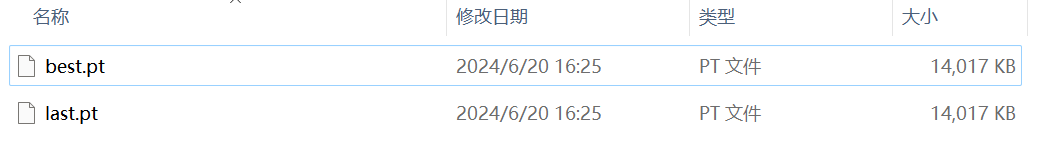 名称 修改日期 类型 大小
best.pt 2024/6/20 16:25 PT 文件 14,017 KB
last.pt 2024/6/20 16:25 PT 文件 14,017 KB